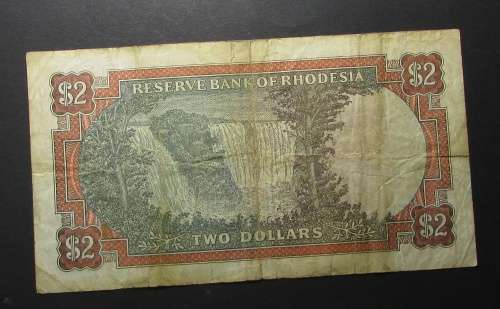 $2 $2
RESERVE BANK OF RHODESIA
$2 TWO DOLLARS $2